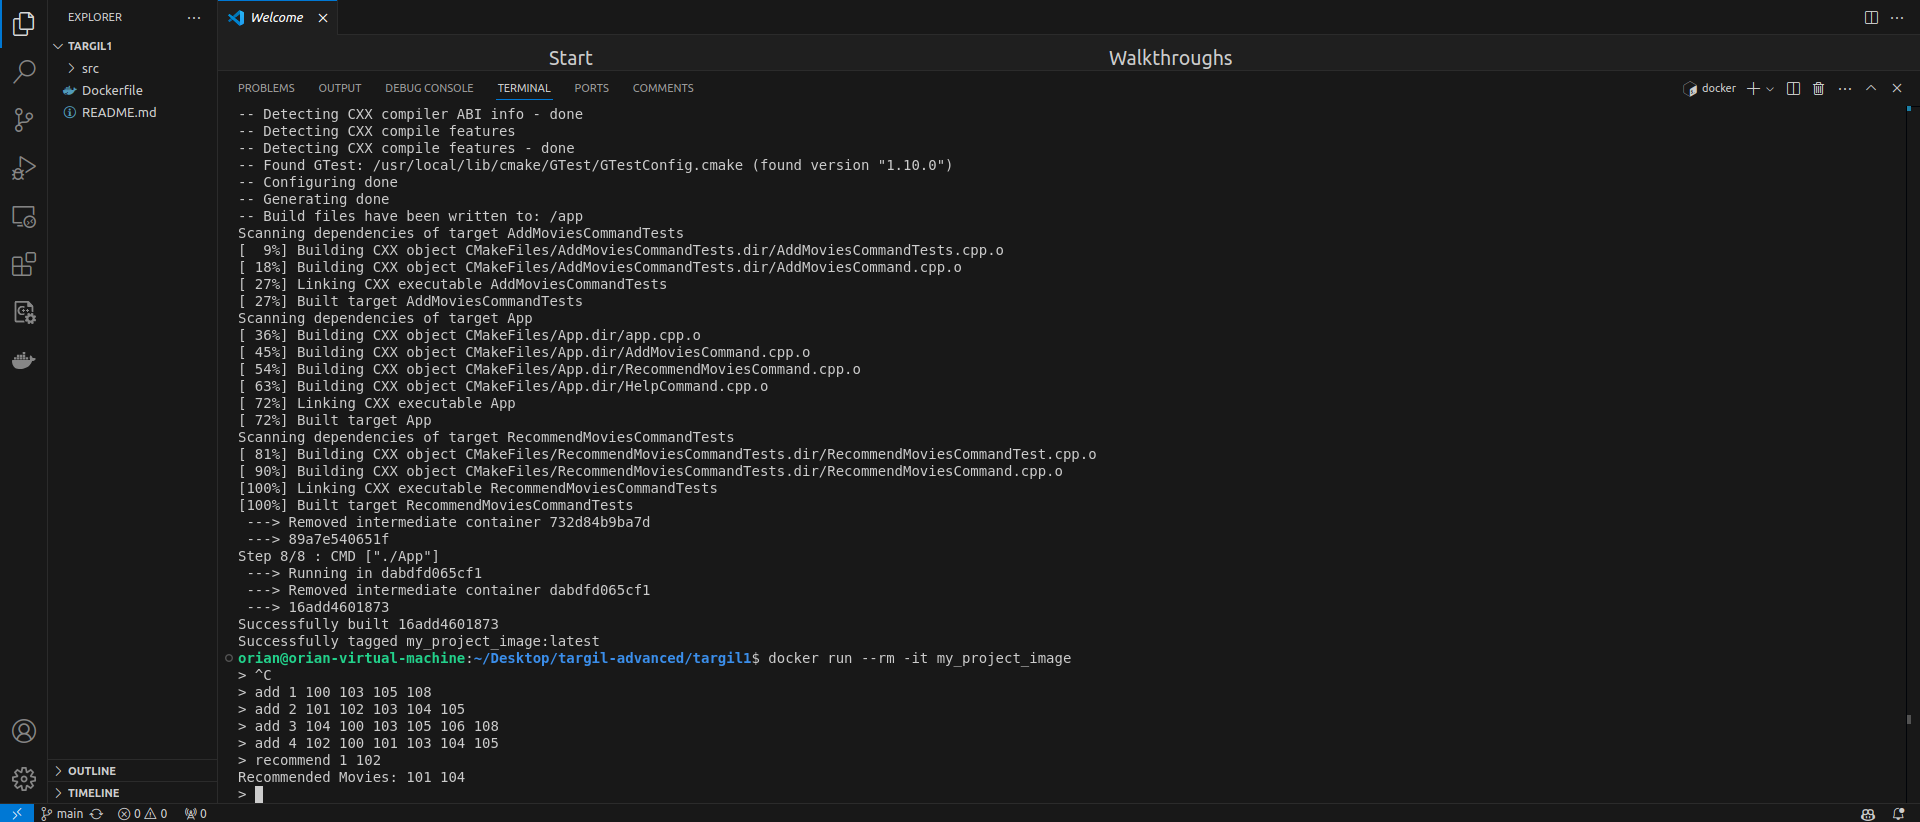 EXPLORER
TARGIL1
src
Dockerfile
README.md
OUTLINE
TIMELINE
Welcome
Start
Walkthroughs
PROBLEMS OUTPUT DEBUG CONSOLE TERMINAL PORTS COMMENTS
docker
-- Detecting CXX compiler ABI info - done
-- Detecting CXX compile features
-- Detecting CXX compile features - done
-- Found GTest: /usr/local/lib/cmake/GTest/GTestConfig.cmake (found version "1.10.0")
-- Configuring done
-- Generating done
-- Build files have been written to: /app
Scanning dependencies of target AddMoviesCommandTests
[  9%] Building CXX object CMakeFiles/AddMoviesCommandTests.dir/AddMoviesCommandTests.cpp.o
[ 18%] Building CXX object CMakeFiles/AddMoviesCommandTests.dir/AddMoviesCommand.cpp.o
[ 27%] Linking CXX executable AddMoviesCommandTests
[ 27%] Built target AddMoviesCommandTests
Scanning dependencies of target App
[ 36%] Building CXX object CMakeFiles/App.dir/app.cpp.o
[ 45%] Building CXX object CMakeFiles/App.dir/AddMoviesCommand.cpp.o
[ 54%] Building CXX object CMakeFiles/App.dir/RecommendMoviesCommand.cpp.o
[ 63%] Building CXX object CMakeFiles/App.dir/HelpCommand.cpp.o
[ 72%] Linking CXX executable App
[ 72%] Built target App
Scanning dependencies of target RecommendMoviesCommandTests
[ 81%] Building CXX object CMakeFiles/RecommendMoviesCommandTests.dir/RecommendMoviesCommandTest.cpp.o
[ 90%] Building CXX object CMakeFiles/RecommendMoviesCommandTests.dir/RecommendMoviesCommand.cpp.o
[100%] Linking CXX executable RecommendMoviesCommandTests
[100%] Built target RecommendMoviesCommandTests
 ---> Removed intermediate container 732d84b9ba7d
 ---> 89a7e540651f
Step 8/8 : CMD ["./App"]
 ---> Running in dabdfd065cf1
 ---> Removed intermediate container dabdfd065cf1
 ---> 16add4601873
Successfully built 16add4601873
Successfully tagged my_project_image:latest
orian@orian-virtual-machine:~/Desktop/targil-advanced/targil1$ docker run --rm -it my_project_image
> ^C
> add 1 100 103 105 108
> add 2 101 102 103 104 105
> add 3 104 100 103 105 106 108
> add 4 102 100 101 103 104 105
> recommend 1 102
Recommended Movies: 101 104
>
main 0 0 0